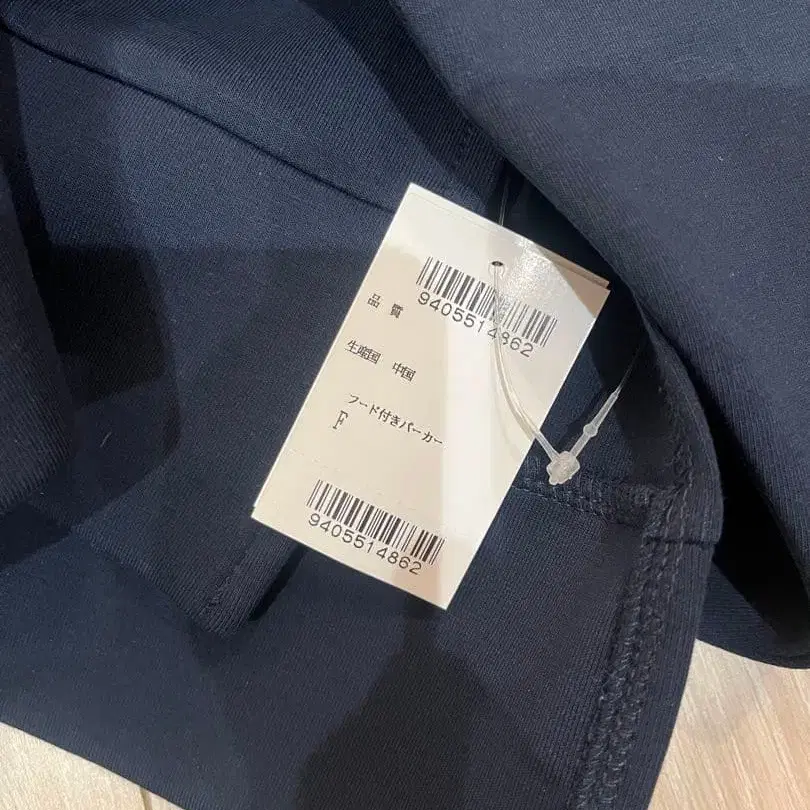 9405514862
品 質
生産国 中国
フード付きパーカー
F
9405514862